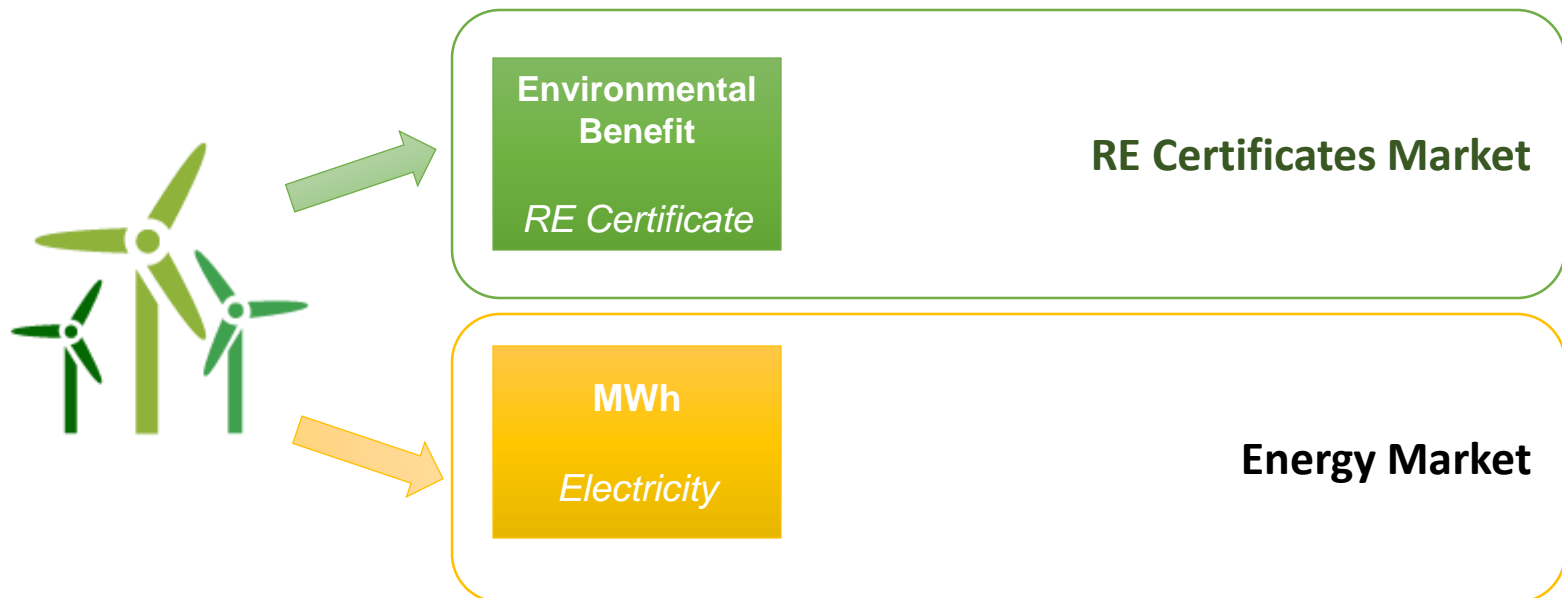 Environmental
Benefit
RE Certificate
RE Certificates Market
MWh
Electricity
Energy Market